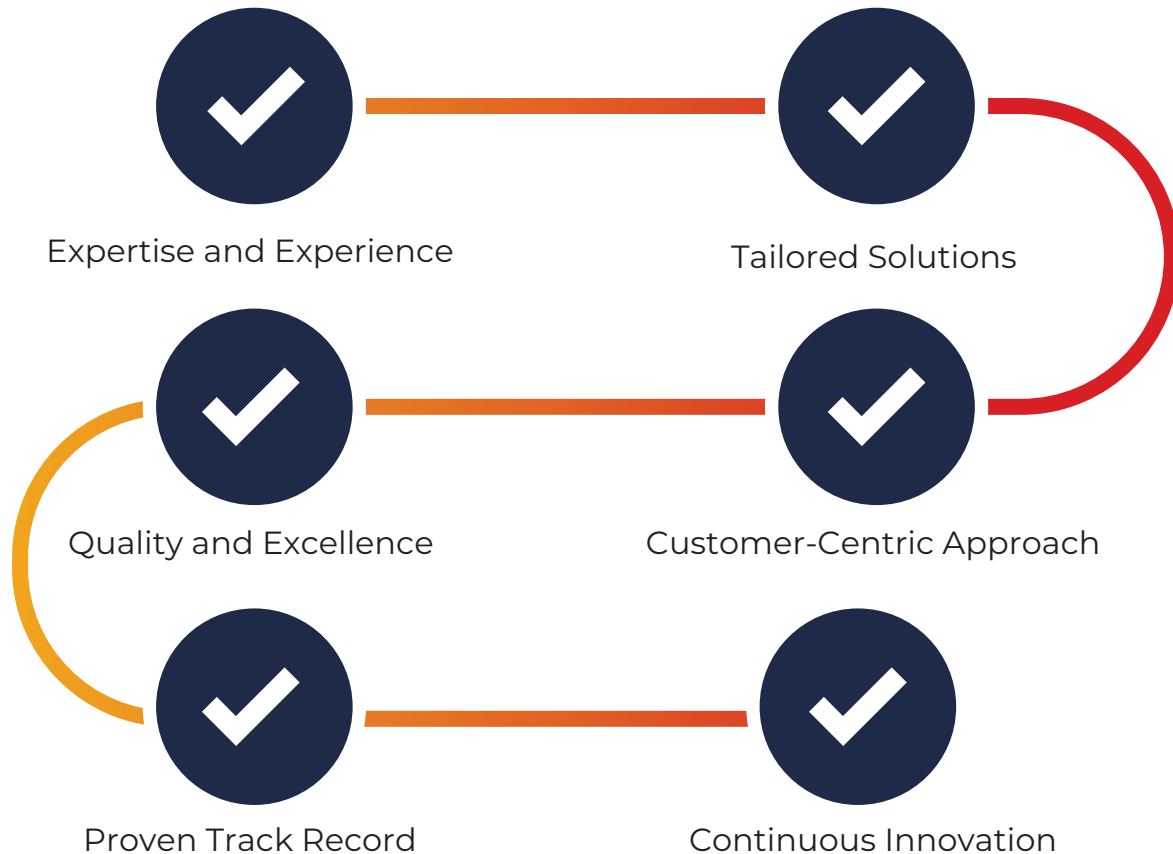 Expertise and Experience
Tailored Solutions
Quality and Excellence
Customer-Centric Approach
Proven Track Record
Continuous Innovation